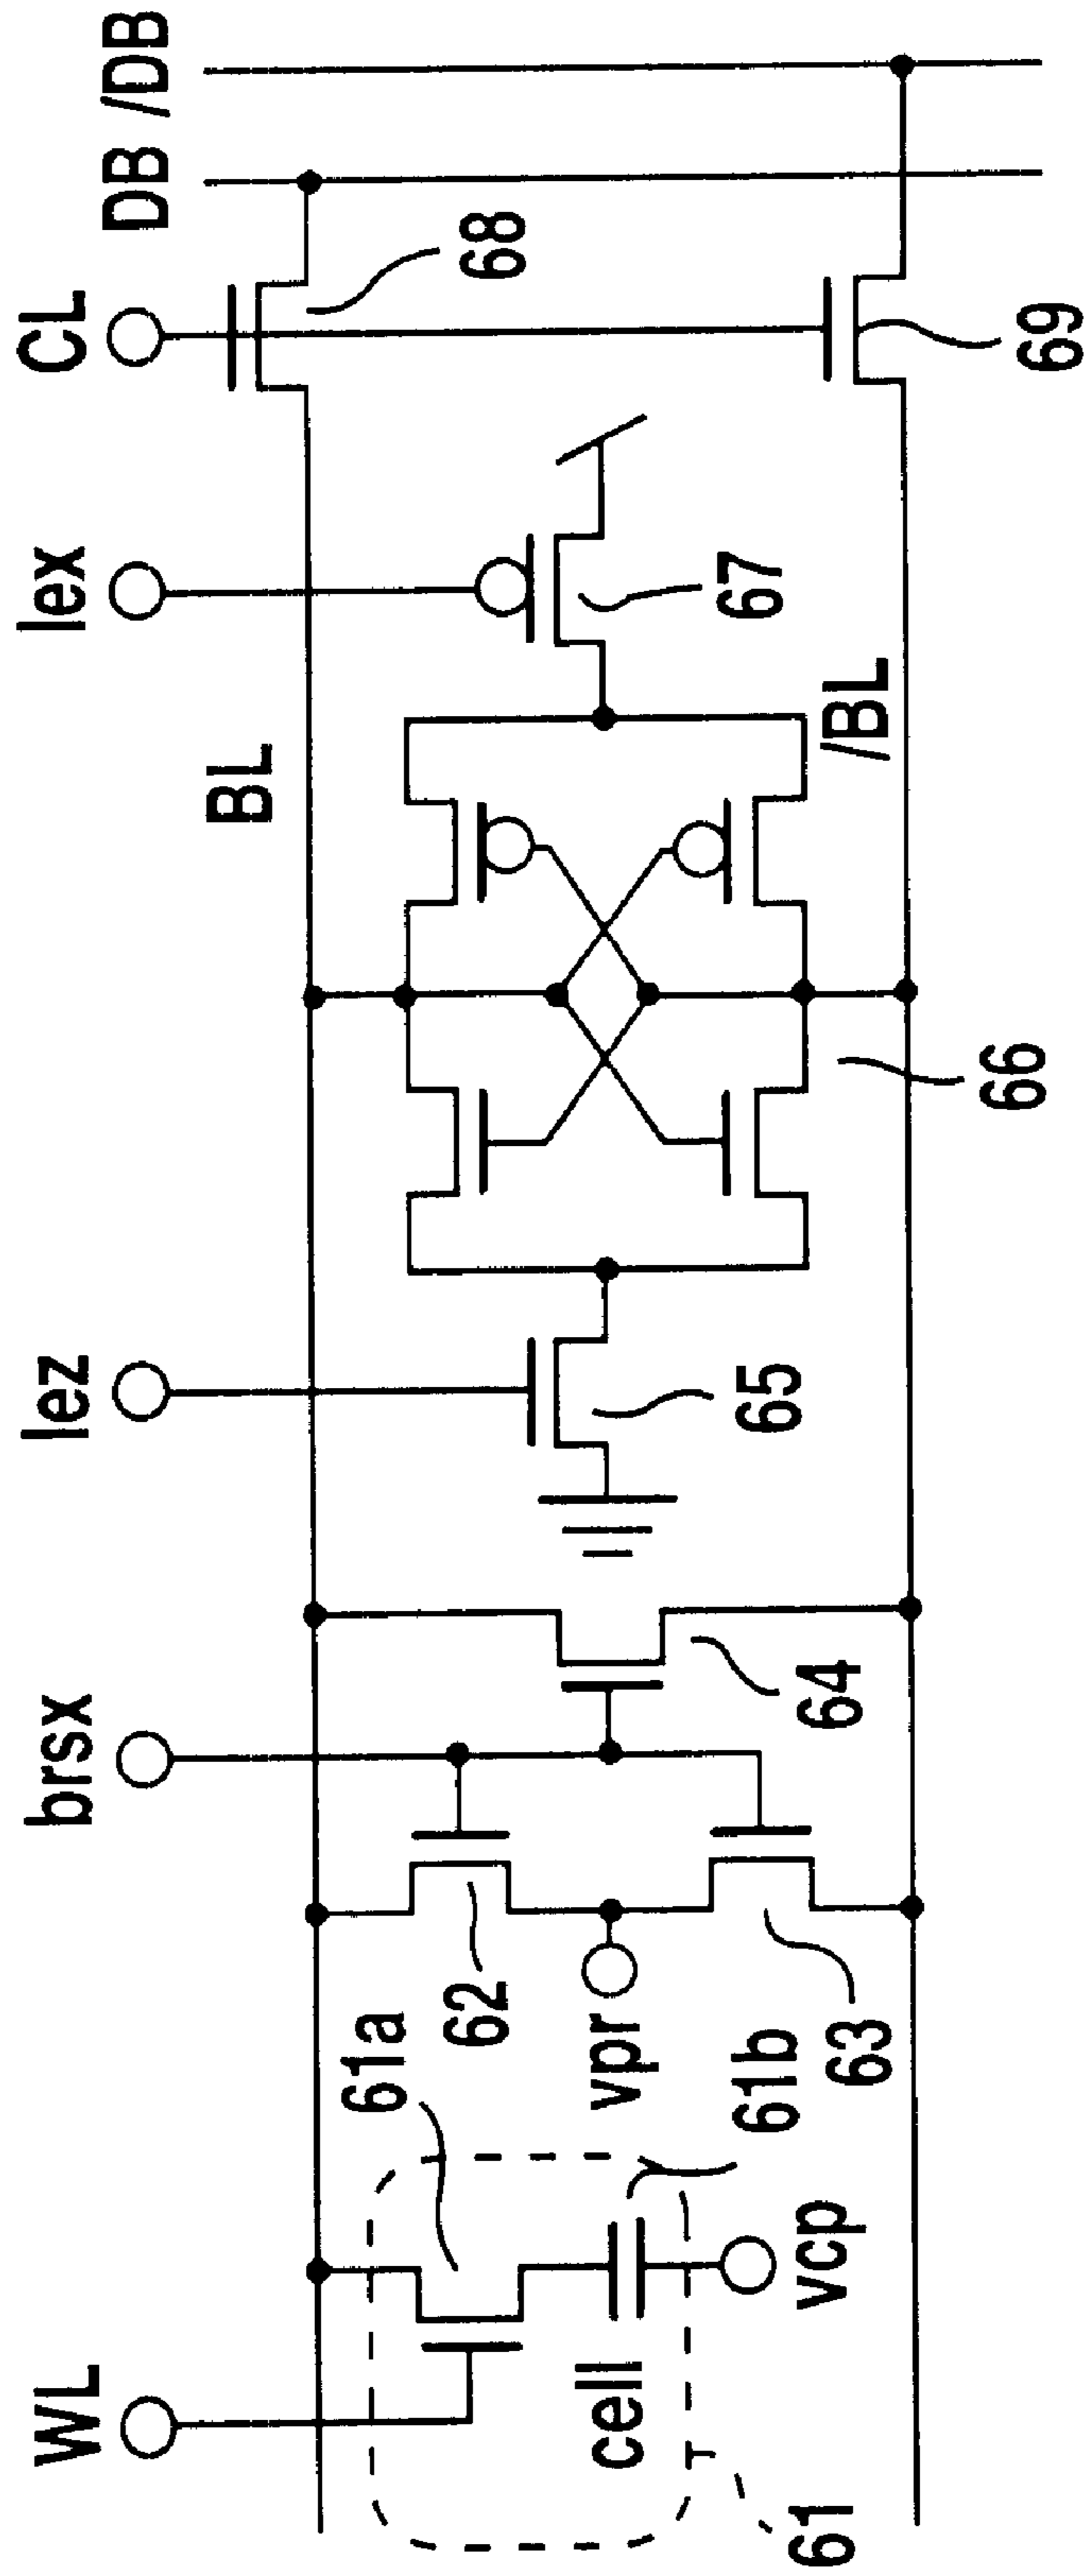 WL
brsx
lez
lex
CL
DB /DB
BL
61a
62
68
vpr
cell
61b
vcp
63
64
65
67
/BL
61
66
69